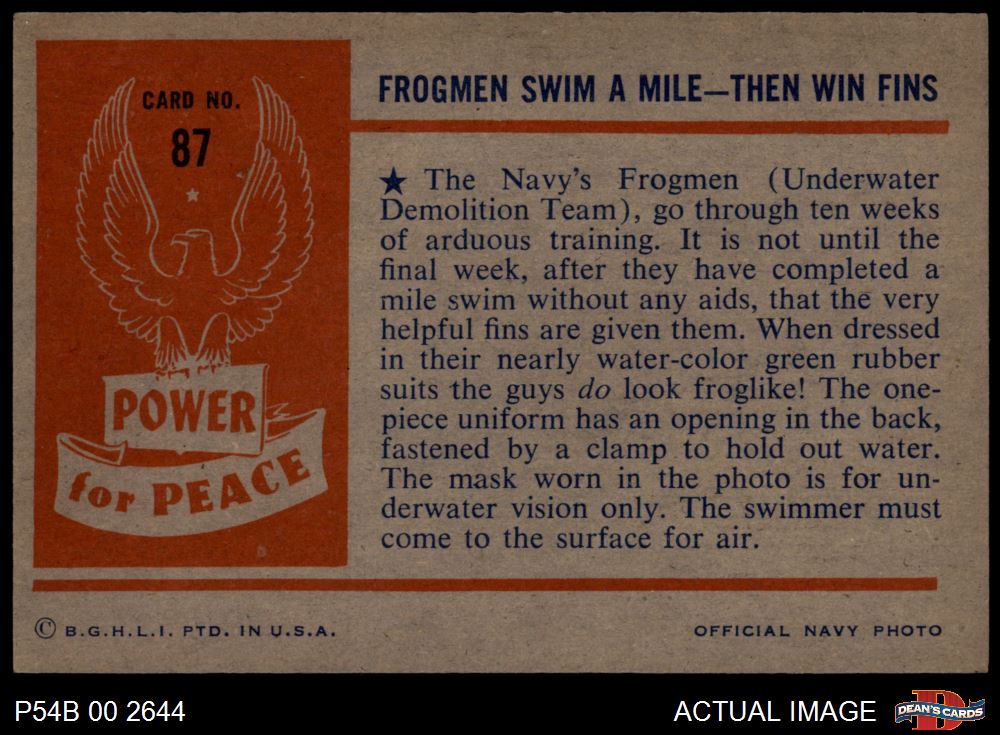 CARD NO.
87
POWER
for PEACE
FROGMEN SWIM A MILE—THEN WIN FINS
★ The Navy's Frogmen (Underwater
Demolition Team), go through ten weeks
of arduous training. It is not until the
final week, after they have completed a
mile swim without any aids, that the very
helpful fins are given them. When dressed
in their nearly water-color green rubber
suits the guys do look froglike! The one-
piece uniform has an opening in the back,
fastened by a clamp to hold out water.
The mask worn in the photo is for un-
derwater vision only. The swimmer must
come to the surface for air.
© B.G.H.L.I. PTD. IN U.S.A.
OFFICIAL NAVY PHOTO
P54B 00 2644
ACTUAL IMAGE
D
DEAN'S CARDS